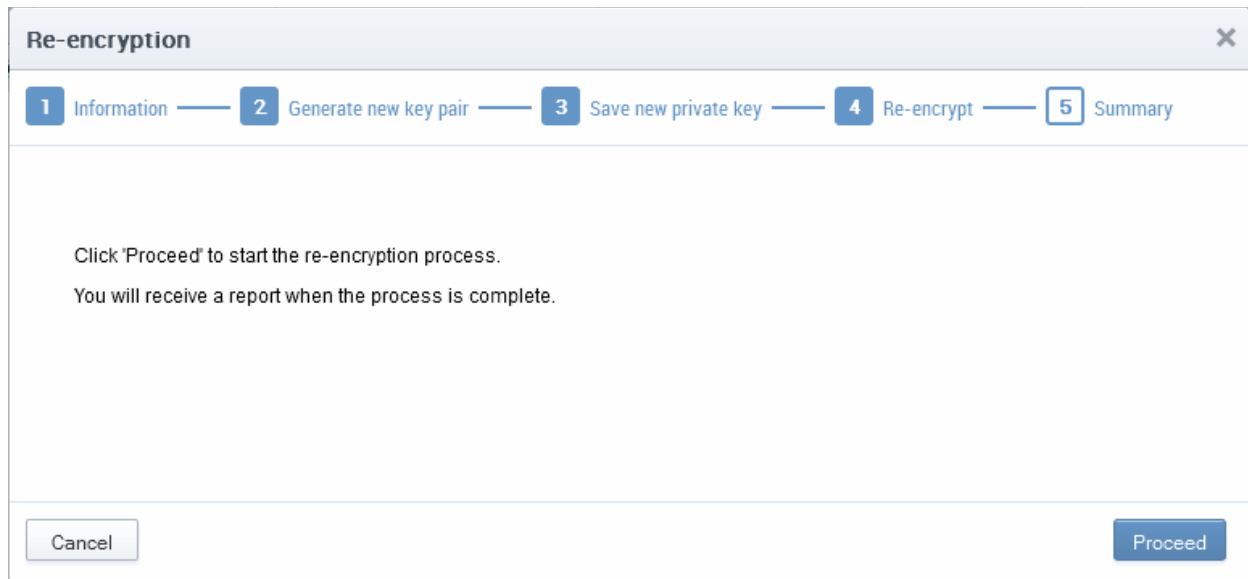 Re-encryption
1 Information 2 Generate new key pair 3 Save new private key 4 Re-encrypt 5 Summary
Click 'Proceed' to start the re-encryption process.
You will receive a report when the process is complete.
Cancel Proceed